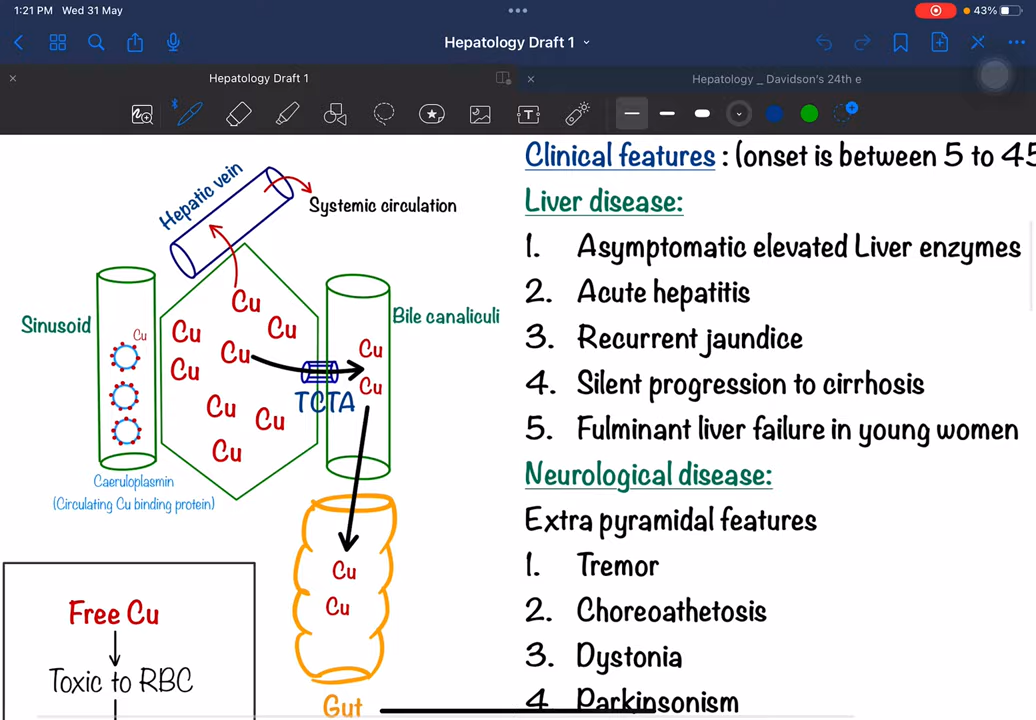 1:21 PM Wed 31 May
43%
Hepatology Draft 1
Hepatology Draft 1
Hepatology _ Davidson's 24th e
T
Hepatic vein
Systemic circulation
Sinusoid
Cu
Cu
Cu
Cu
Cu
Cu
Cu
Cu
Cu
Bile canaliculi
Cu
Cu
TCTA
Caeruloplasmin
(Circulating Cu binding protein)
Cu
Cu
Gut
Free Cu
Toxic to RBC
Clinical features : (onset is between 5 to 45
Liver disease:
1. Asymptomatic elevated Liver enzymes
2. Acute hepatitis
3. Recurrent jaundice
4. Silent progression to cirrhosis
5. Fulminant liver failure in young women
Neurological disease:
Extra pyramidal features
1. Tremor
2. Choreoathetosis
3. Dystonia
4. Parkinsonism